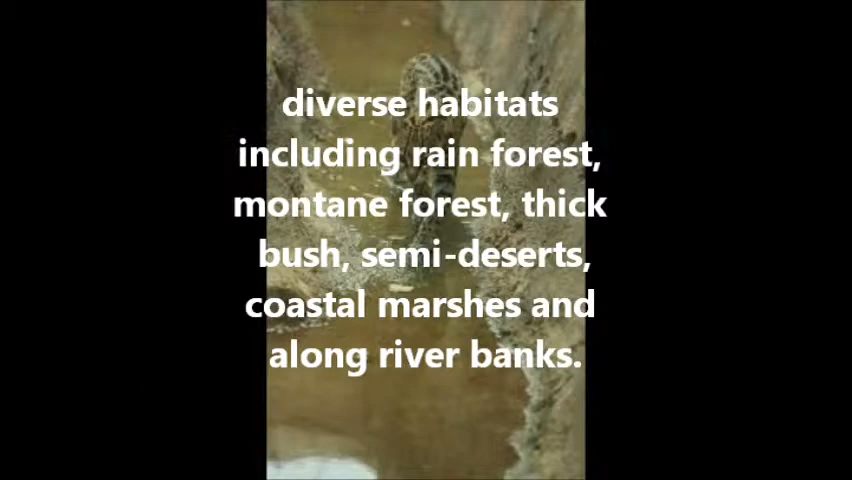 diverse habitats
including rain forest,
montane forest, thick
bush, semi-deserts,
coastal marshes and
along river banks.